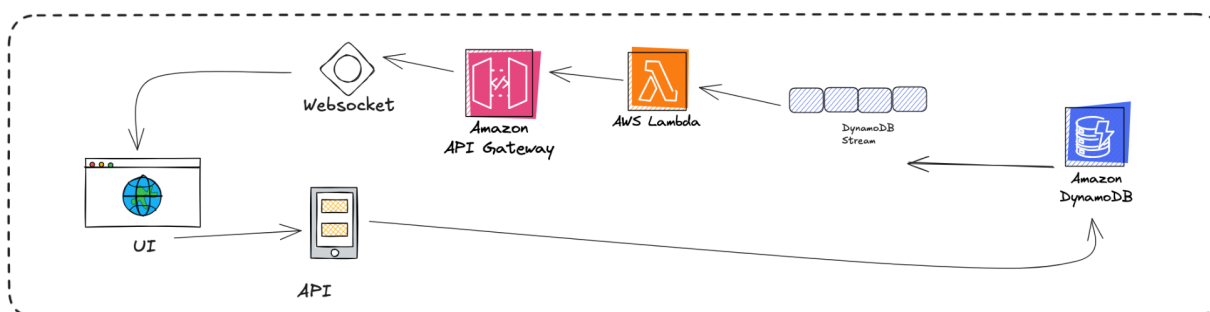 Websocket
Amazon
API Gateway
AWS Lambda
DynamoDB
Stream
Amazon
DynamoDB
UI
API